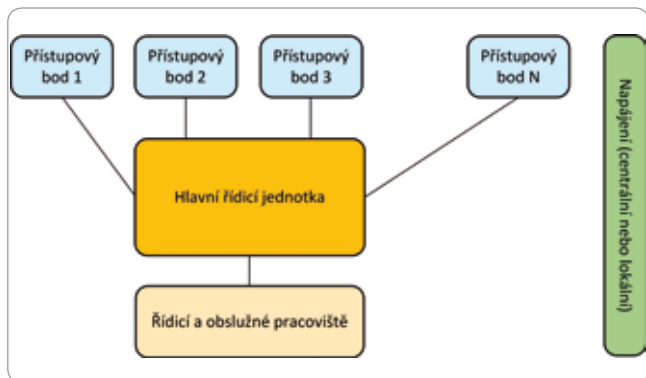 Přístupový
bod 1
Přístupový
bod 2
Přístupový
bod 3
Přístupový
bod N
Hlavní řídicí jednotka
Řídicí a obslužné pracoviště
Napájení (centrální nebo lokální)